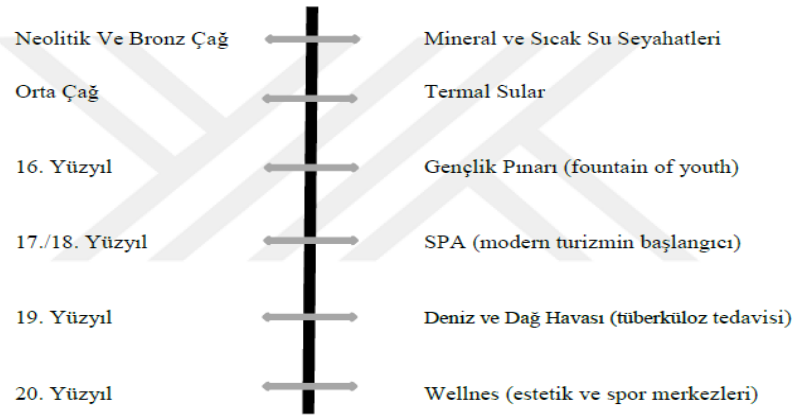 Neolitik Ve Bronz Çağ Mineral ve Sıcak Su Seyahatleri
Orta Çağ Termal Sular
16. Yüzyıl Gençlik Pınarı (fountain of youth)
17./18. Yüzyıl SPA (modern turizmin başlangıcı)
19. Yüzyıl Deniz ve Dağ Havası (tüberküloz tedavisi)
20. Yüzyıl Wellnes (estetik ve spor merkezleri)